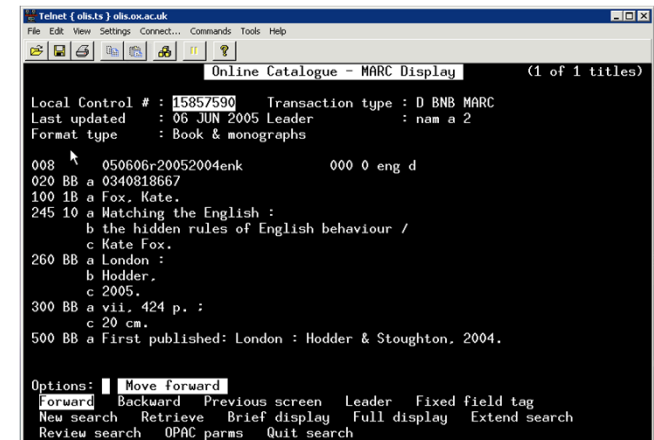 Telnet { olis.ts } olis.ox.ac.uk
File Edit View Settings Connect... Commands Tools Help
Online Catalogue - MARC Display (1 of 1 titles)
Local Control # : 15857590 Transaction type : D BNB MARC
Last updated : 06 JUN 2005 Leader : nam a 2
Format type : Book & monographs
008 050606r20052004enk 000 0 eng d
020 BB a 0340818667
100 1B a Fox, Kate.
245 10 a Watching the English :
b the hidden rules of English behaviour /
c Kate Fox.
260 BB a London :
b Hodder,
c 2005.
300 BB a vii, 424 p. ;
c 20 cm.
500 BB a First published: London : Hodder & Stoughton, 2004.
Options: Move forward
Forward Backward Previous screen Leader Fixed field tag
New search Retrieve Brief display Full display Extend search
Review search OPAC parms Quit search